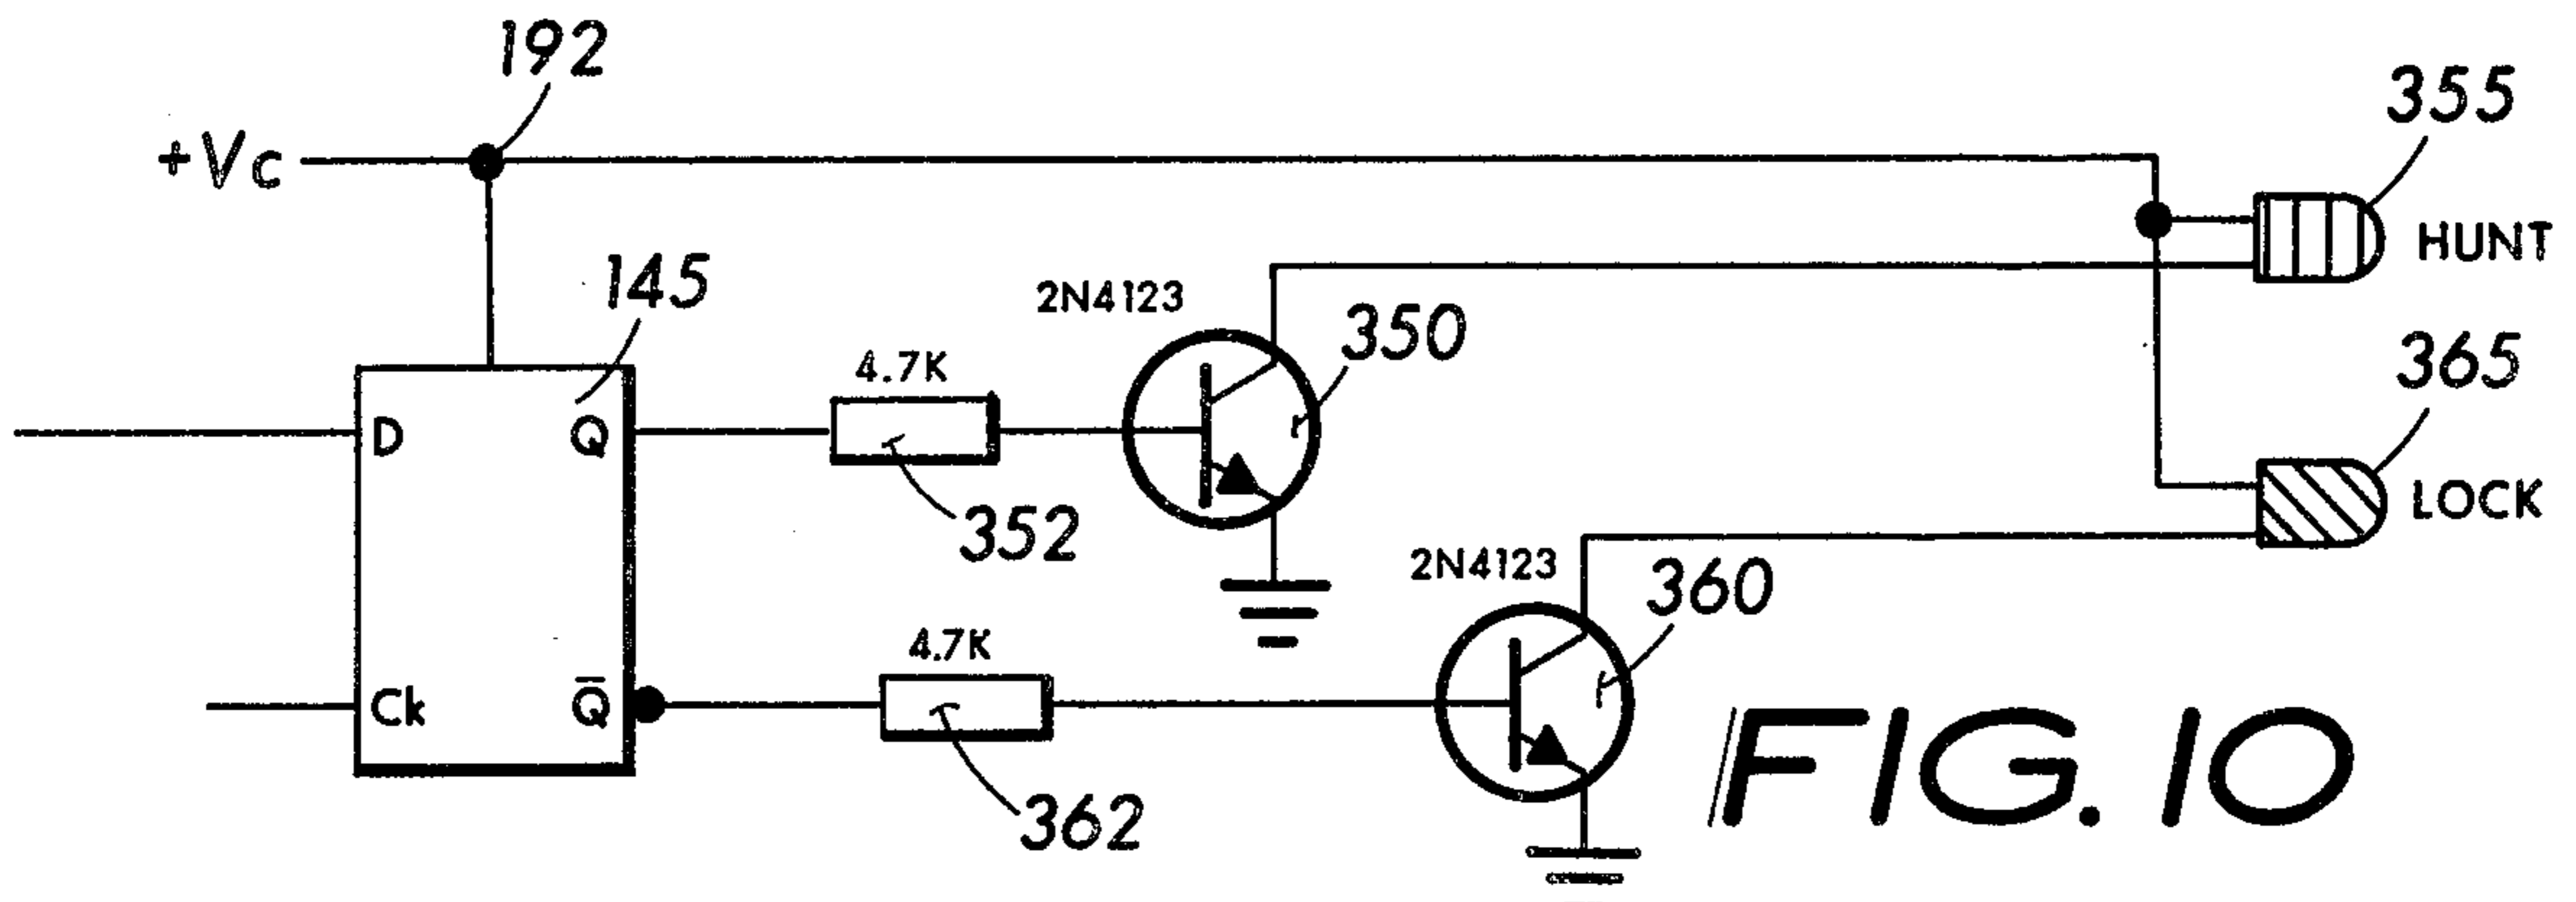 192
355
+Vc
HUNT
145
2N4123
350
4.7K
365
D
Q
LOCK
352
2N4123
360
4.7K
Ck
Q̅
362
FIG. 10